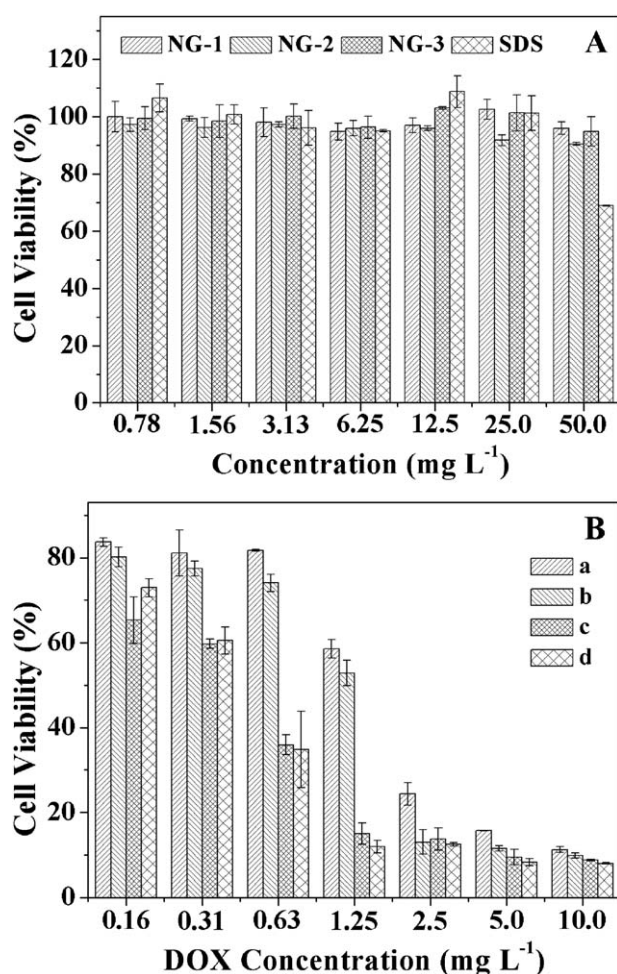 NG-1 NG-2 NG-3 SDS
A
120
100
80
60
40
20
0
Cell Viability (%)
0.78 1.56 3.13 6.25 12.5 25.0 50.0
Concentration (mg L⁻¹)
B
a
b
c
d
80
60
40
20
0
Cell Viability (%)
0.16 0.31 0.63 1.25 2.5 5.0 10.0
DOX Concentration (mg L⁻¹)